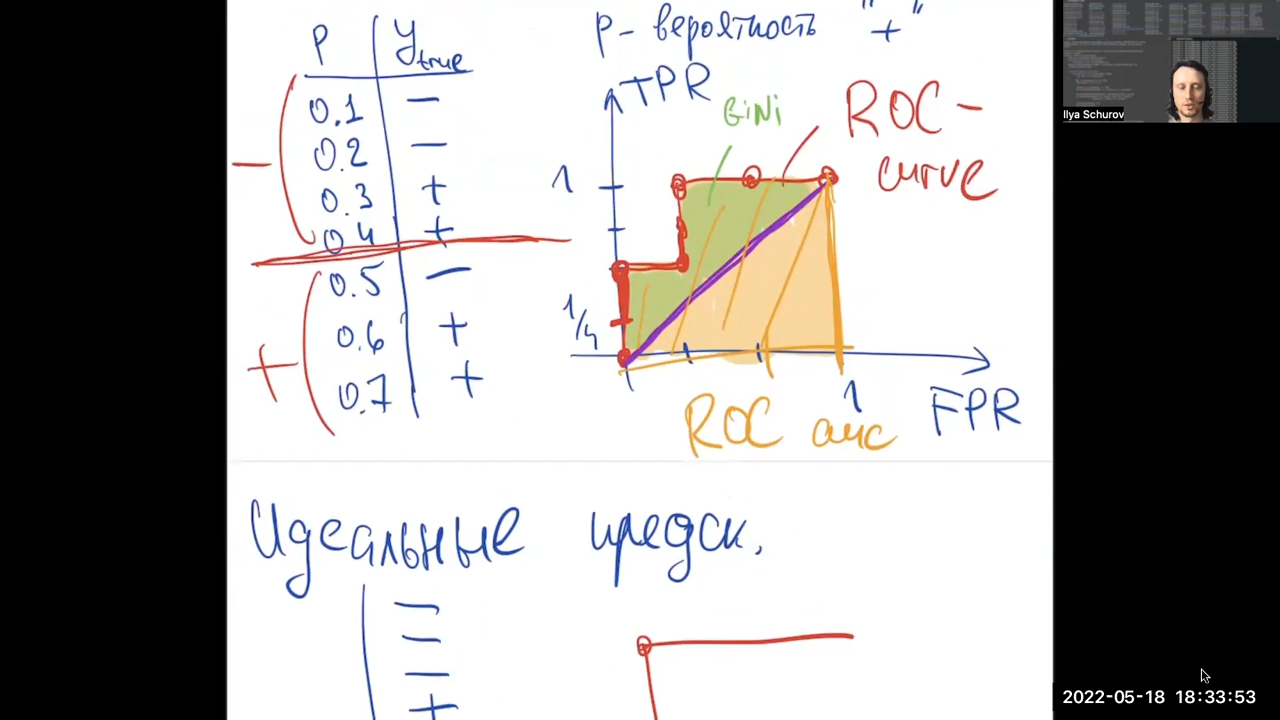 P y_true
0.1 −
0.2 −
0.3 +
0.4 +
0.5 −
0.6 +
0.7 +
−
+
P - вероятность "+"
TPR
GiNi
ROC-
curve
1
1/4
1
FPR
ROC auc
Идеальные предск.
−
−
−
+
Ilya Schurov
2022-05-18 18:33:53